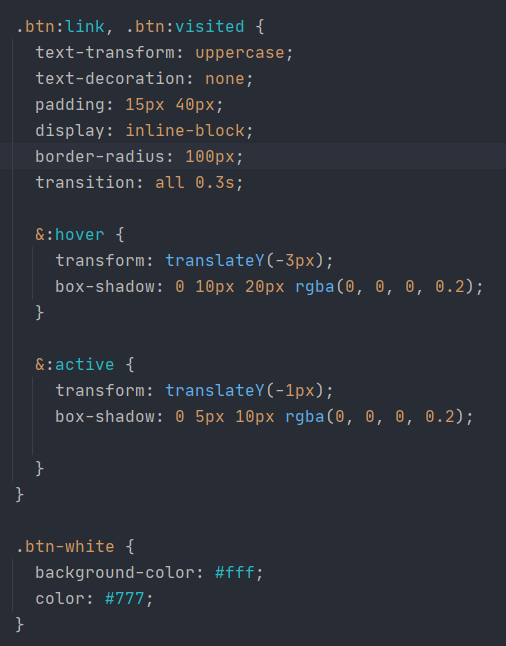 .btn:link, .btn:visited {
  text-transform: uppercase;
  text-decoration: none;
  padding: 15px 40px;
  display: inline-block;
  border-radius: 100px;
  transition: all 0.3s;

  &:hover {
    transform: translateY(-3px);
    box-shadow: 0 10px 20px rgba(0, 0, 0, 0.2);
  }

  &:active {
    transform: translateY(-1px);
    box-shadow: 0 5px 10px rgba(0, 0, 0, 0.2);

  }
}

.btn-white {
  background-color: #fff;
  color: #777;
}